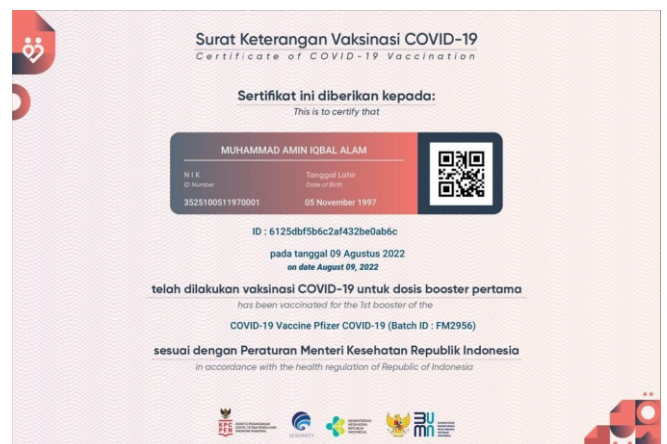 Surat Keterangan Vaksinasi COVID-19
Certificate of COVID-19 Vaccination
Sertifikat ini diberikan kepada:
This is to certify that
MUHAMMAD AMIN IQBAL ALAM
NIK
ID Number
Tanggal Lahir
Date of Birth
3525100511970001
05 November 1997
ID : 6125dbf5b6c2af432be0ab6c
pada tanggal 09 Agustus 2022
on date August 09, 2022
telah dilakukan vaksinasi COVID-19 untuk dosis booster pertama
has been vaccinated for the 1st booster of the
COVID-19 Vaccine Pfizer COVID-19 (Batch ID : FM2956)
sesuai dengan Peraturan Menteri Kesehatan Republik Indonesia
in accordance with the health regulation of Republic of Indonesia
KPC
PEN
KEMENTERIAN
KESEHATAN
REPUBLIK
INDONESIA